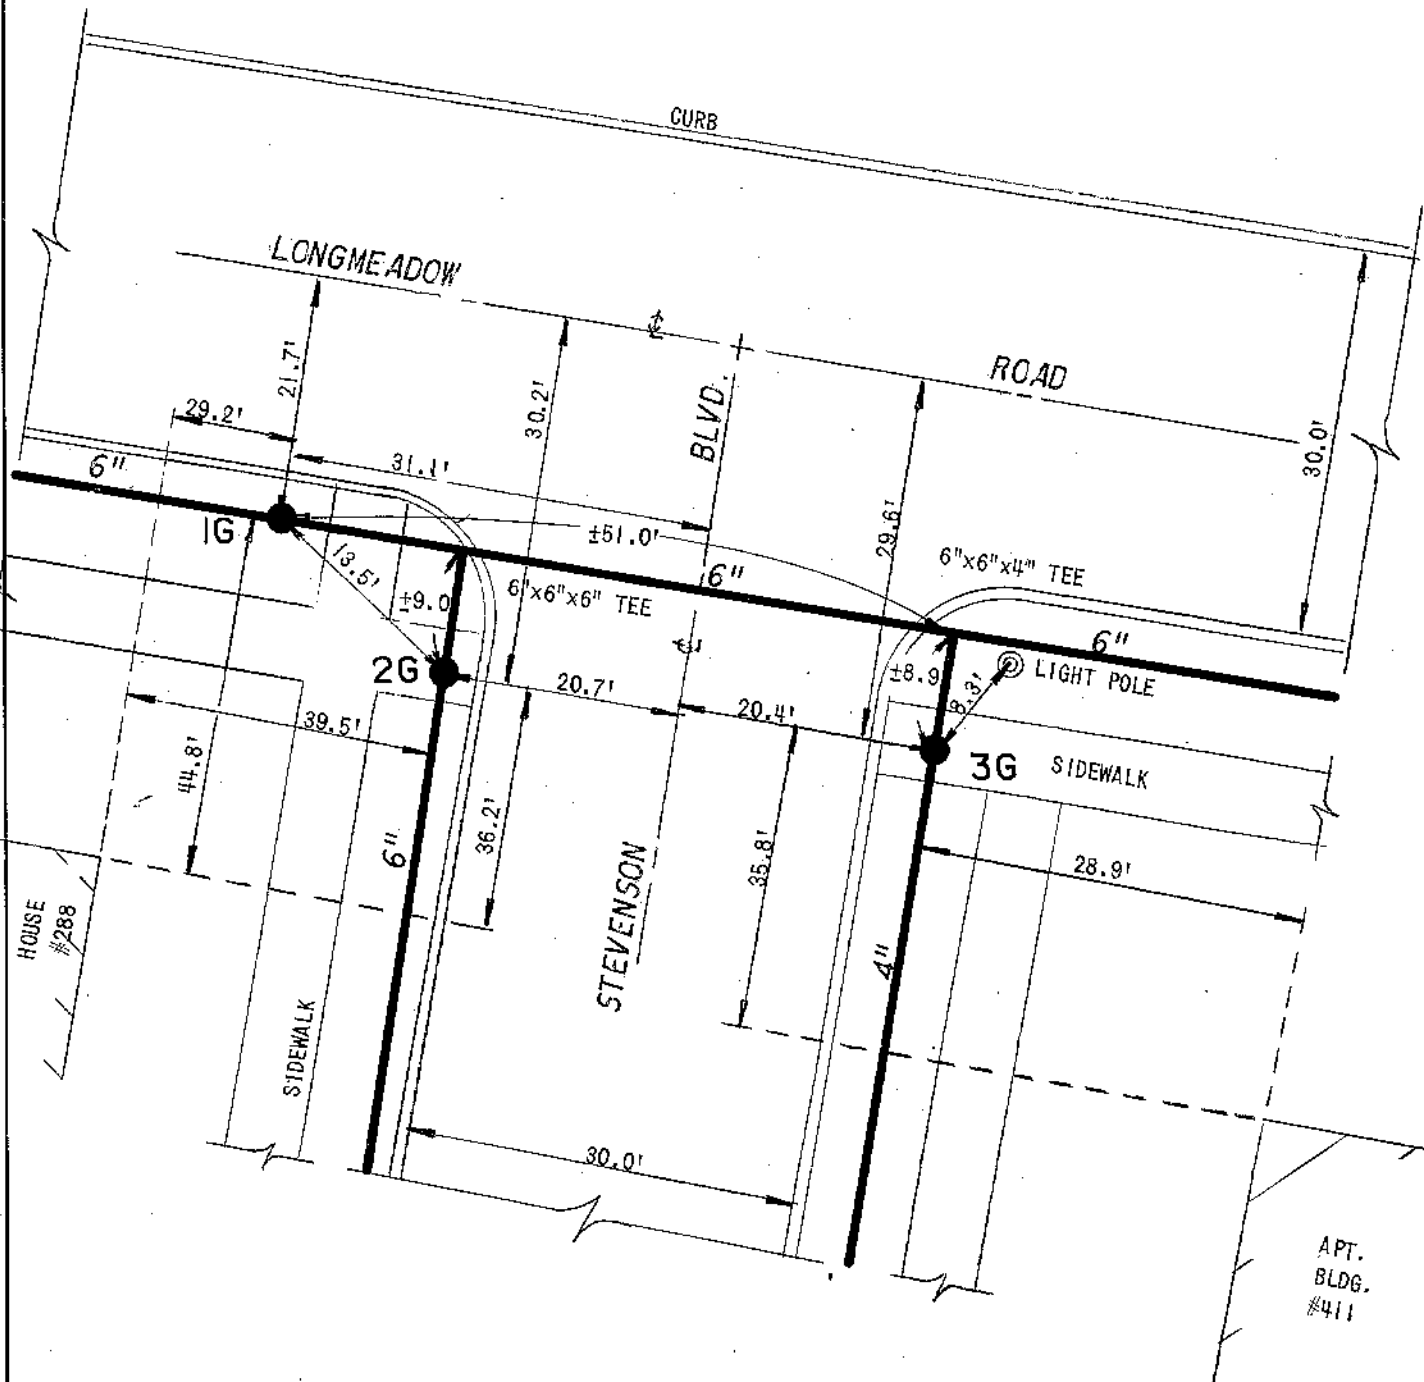 CURB
LONGMEADOW
℄
ROAD
BLVD.
21.7'
30.2'
29.2'
31.1'
30.0'
6"
1G
±51.0'
29.6'
6"x6"x4" TEE
13.5'
±9.0
6"x6"x6" TEE
6"
6"
2G
20.7'
20.4'
±8.9
8.3'
LIGHT POLE
39.5'
3G
SIDEWALK
44.8'
36.2'
35.8'
28.9'
6"
4"
HOUSE
#288
STEVENSON
SIDEWALK
30.0'
APT.
BLDG.
#411